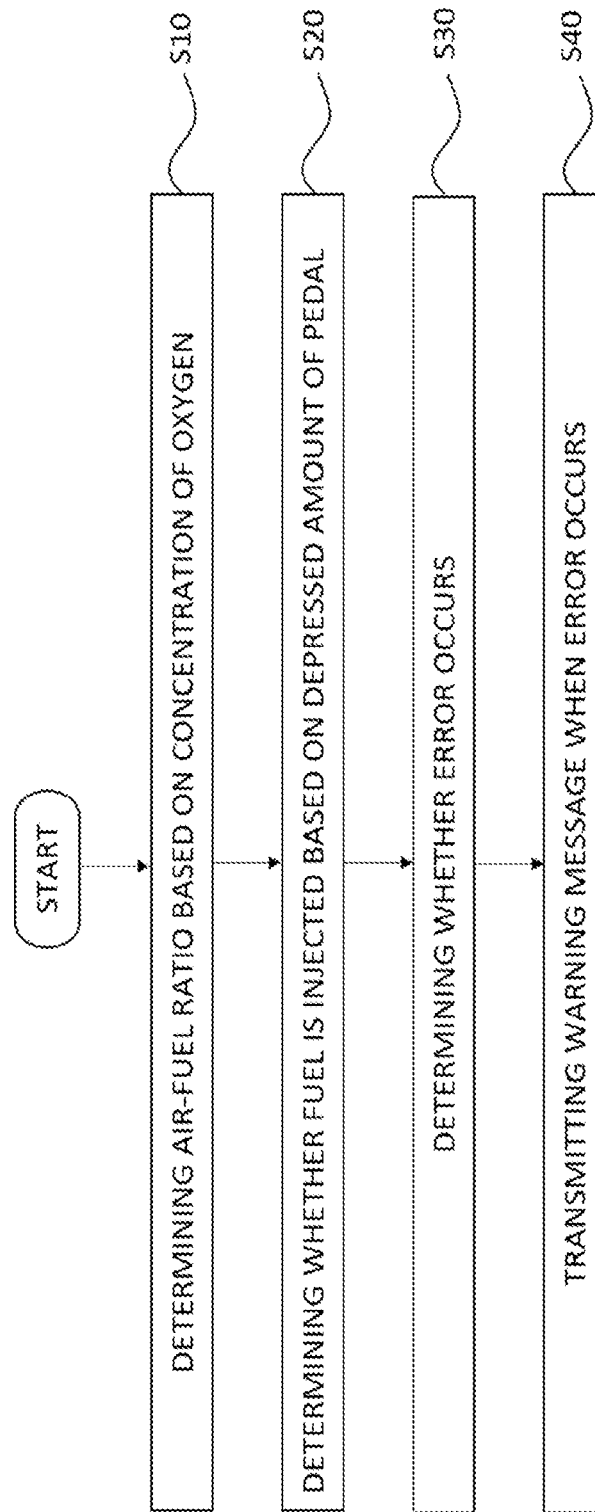 START
DETERMINING AIR-FUEL RATIO BASED ON CONCENTRATION OF OXYGEN
S10
DETERMINING WHETHER FUEL IS INJECTED BASED ON DEPRESSED AMOUNT OF PEDAL
S20
DETERMINING WHETHER ERROR OCCURS
S30
TRANSMITTING WARNING MESSAGE WHEN ERROR OCCURS
S40